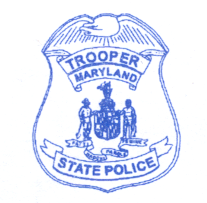 TROOPER
MARYLAND
STATE POLICE